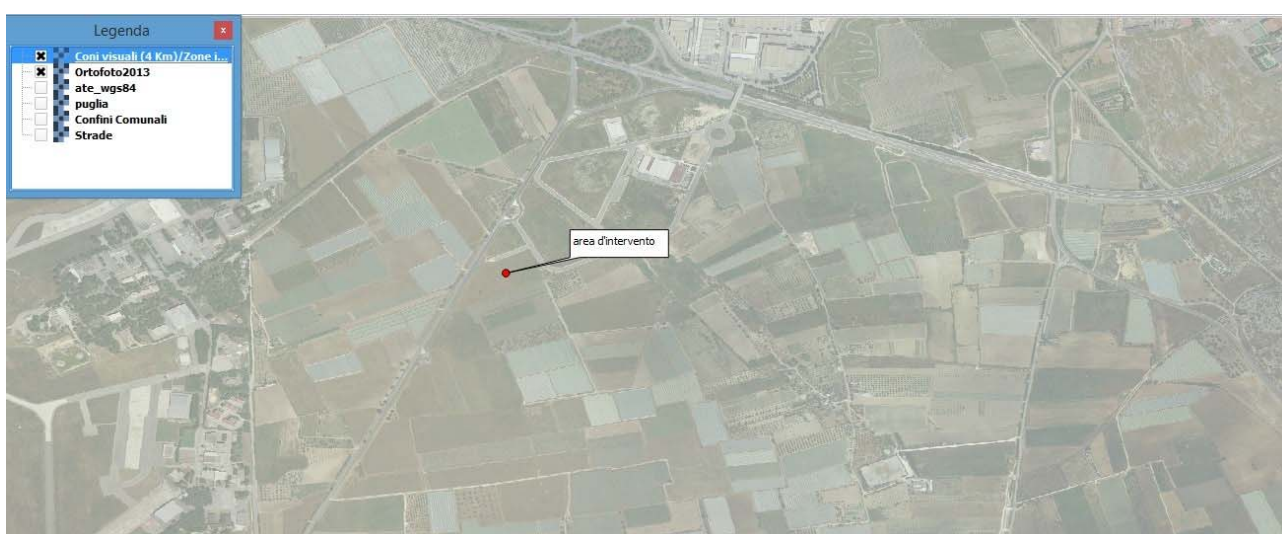 Legenda
x
Coni visuali (4 Km)/Zone i...
Ortofoto2013
ate_wgs84
puglia
Confini Comunali
Strade
area d'intervento